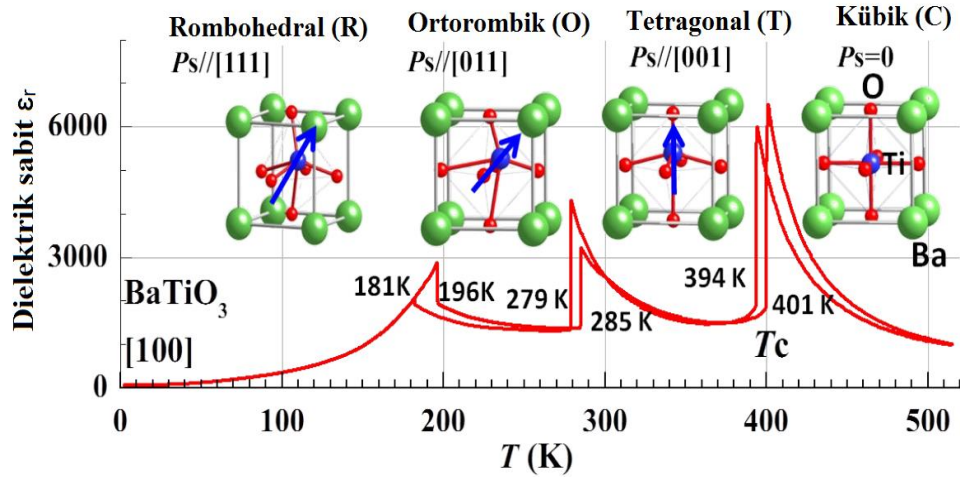 Rombohedral (R)
Ps//[111]
Ortorombik (O)
Ps//[011]
Tetragonal (T)
Ps//[001]
Kübik (C)
Ps=0
O
Ti
Ba
Dielektrik sabit εr
6000
3000
0
BaTiO3
[100]
181K
196K
279 K
285 K
394 K
401 K
Tc
0
100
200
300
400
500
T (K)